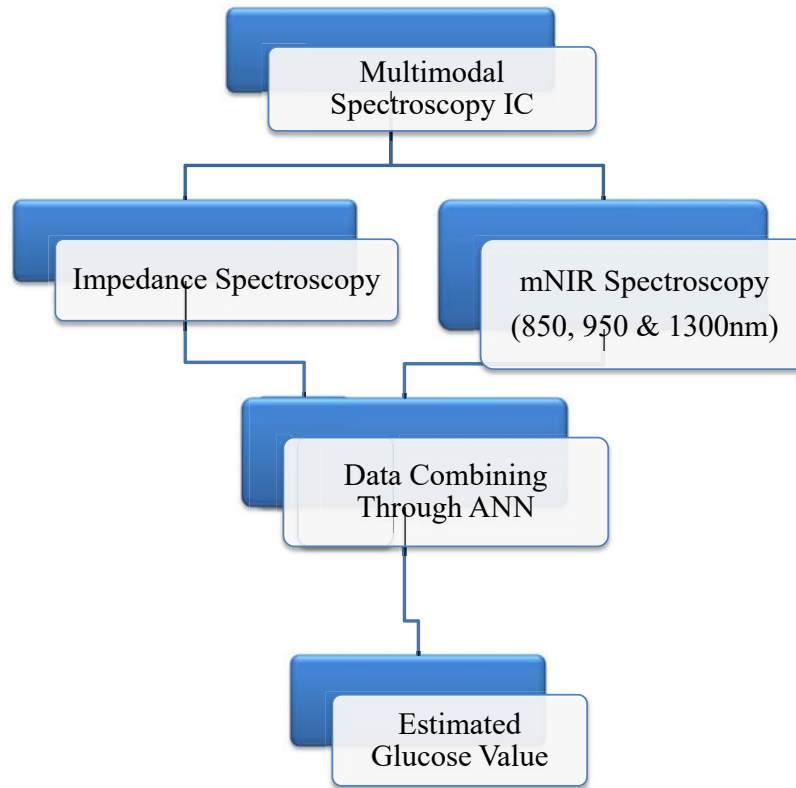 Multimodal
Spectroscopy IC
Impedance Spectroscopy
mNIR Spectroscopy
(850, 950 & 1300nm)
Data Combining
Through ANN
Estimated
Glucose Value